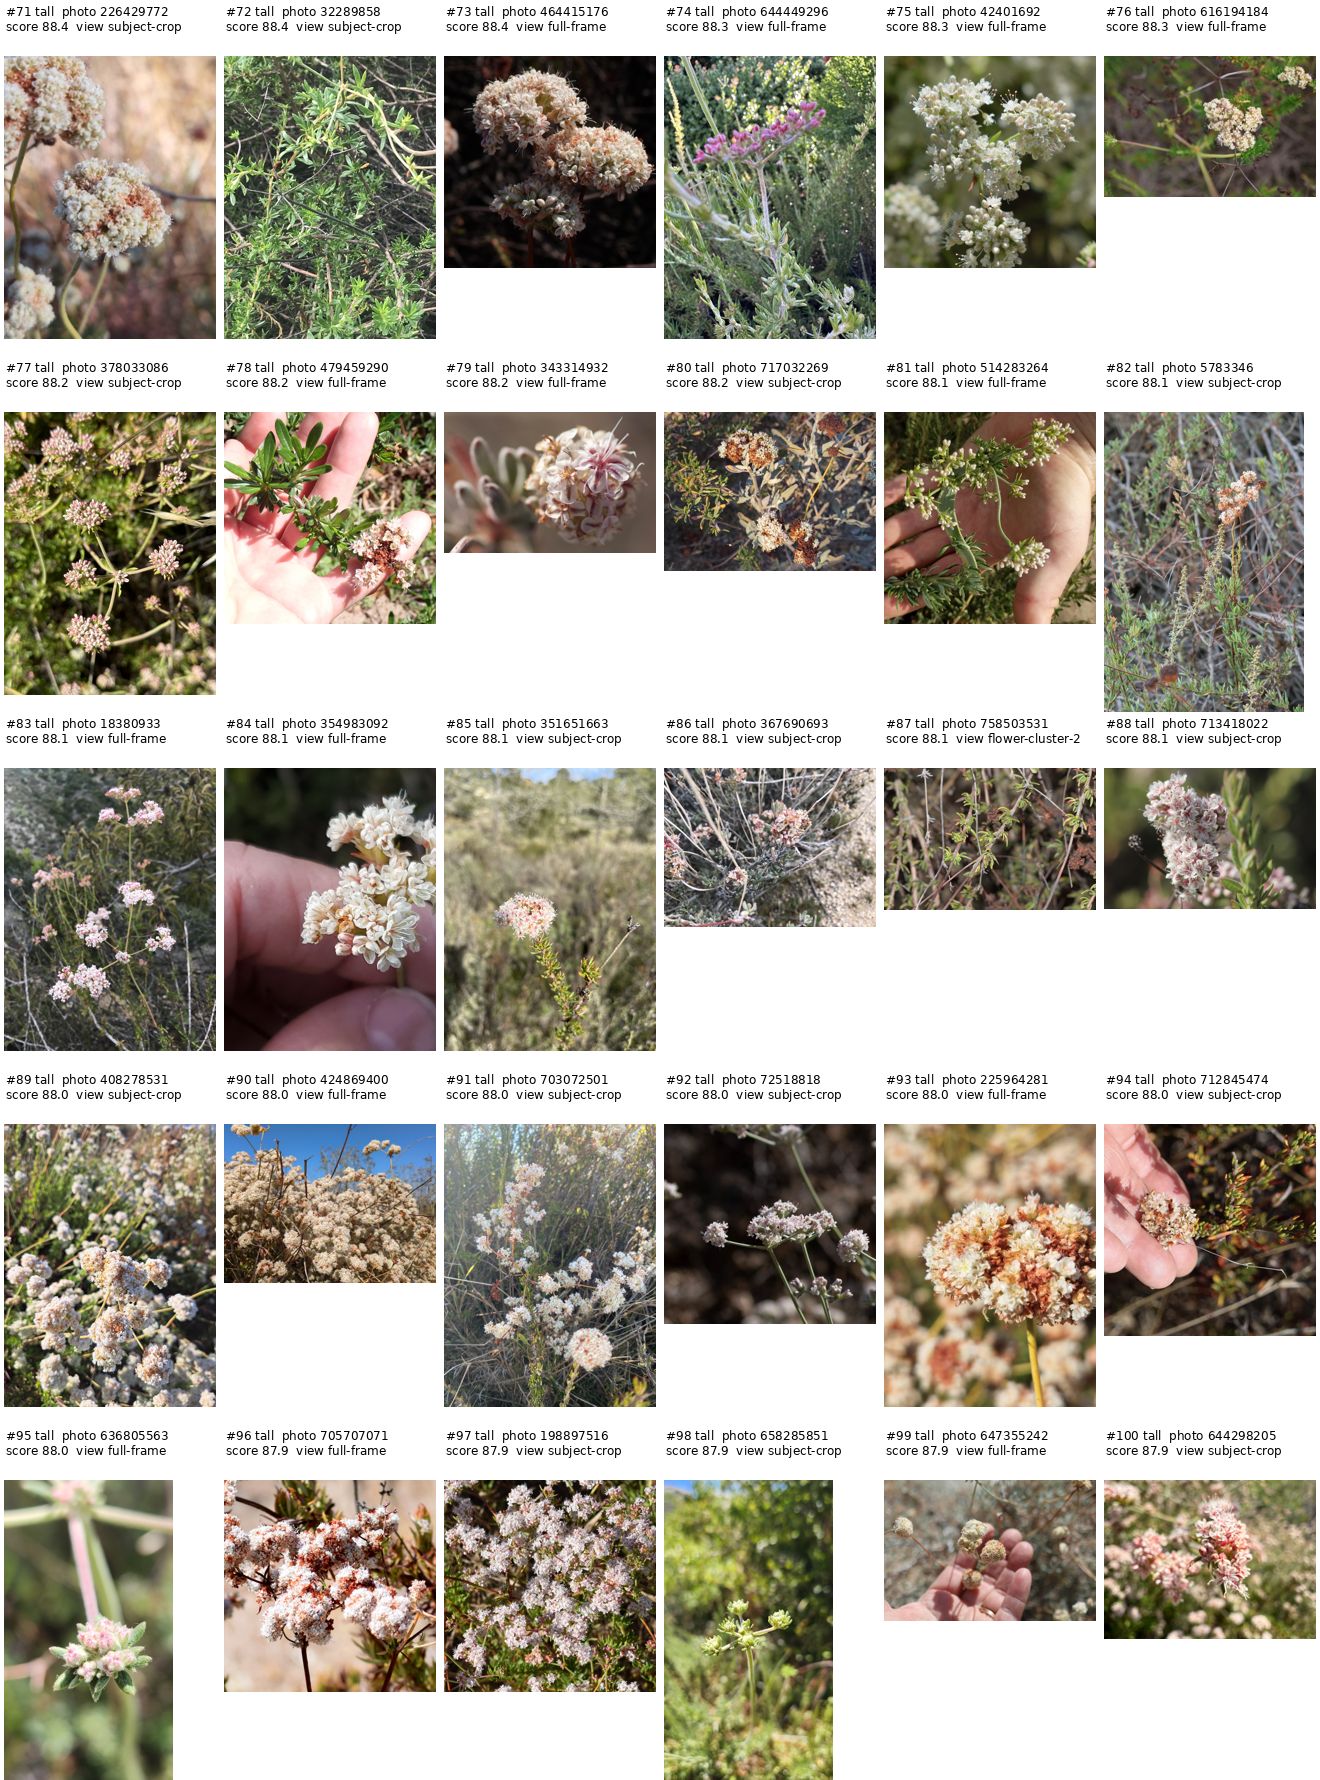 #71 tall photo 226429772
score 88.4 view subject-crop
#72 tall photo 32289858
score 88.4 view subject-crop
#73 tall photo 464415176
score 88.4 view full-frame
#74 tall photo 644449296
score 88.3 view full-frame
#75 tall photo 42401692
score 88.3 view full-frame
#76 tall photo 616194184
score 88.3 view full-frame
#77 tall photo 378033086
score 88.2 view subject-crop
#78 tall photo 479459290
score 88.2 view full-frame
#79 tall photo 343314932
score 88.2 view full-frame
#80 tall photo 717032269
score 88.2 view subject-crop
#81 tall photo 514283264
score 88.1 view full-frame
#82 tall photo 5783346
score 88.1 view subject-crop
#83 tall photo 18380933
score 88.1 view full-frame
#84 tall photo 354983092
score 88.1 view full-frame
#85 tall photo 351651663
score 88.1 view subject-crop
#86 tall photo 367690693
score 88.1 view subject-crop
#87 tall photo 758503531
score 88.1 view flower-cluster-2
#88 tall photo 713418022
score 88.1 view subject-crop
#89 tall photo 408278531
score 88.0 view subject-crop
#90 tall photo 424869400
score 88.0 view full-frame
#91 tall photo 703072501
score 88.0 view subject-crop
#92 tall photo 72518818
score 88.0 view subject-crop
#93 tall photo 225964281
score 88.0 view full-frame
#94 tall photo 712845474
score 88.0 view subject-crop
#95 tall photo 636805563
score 88.0 view full-frame
#96 tall photo 705707071
score 87.9 view full-frame
#97 tall photo 198897516
score 87.9 view subject-crop
#98 tall photo 658285851
score 87.9 view subject-crop
#99 tall photo 647355242
score 87.9 view full-frame
#100 tall photo 644298205
score 87.9 view subject-crop